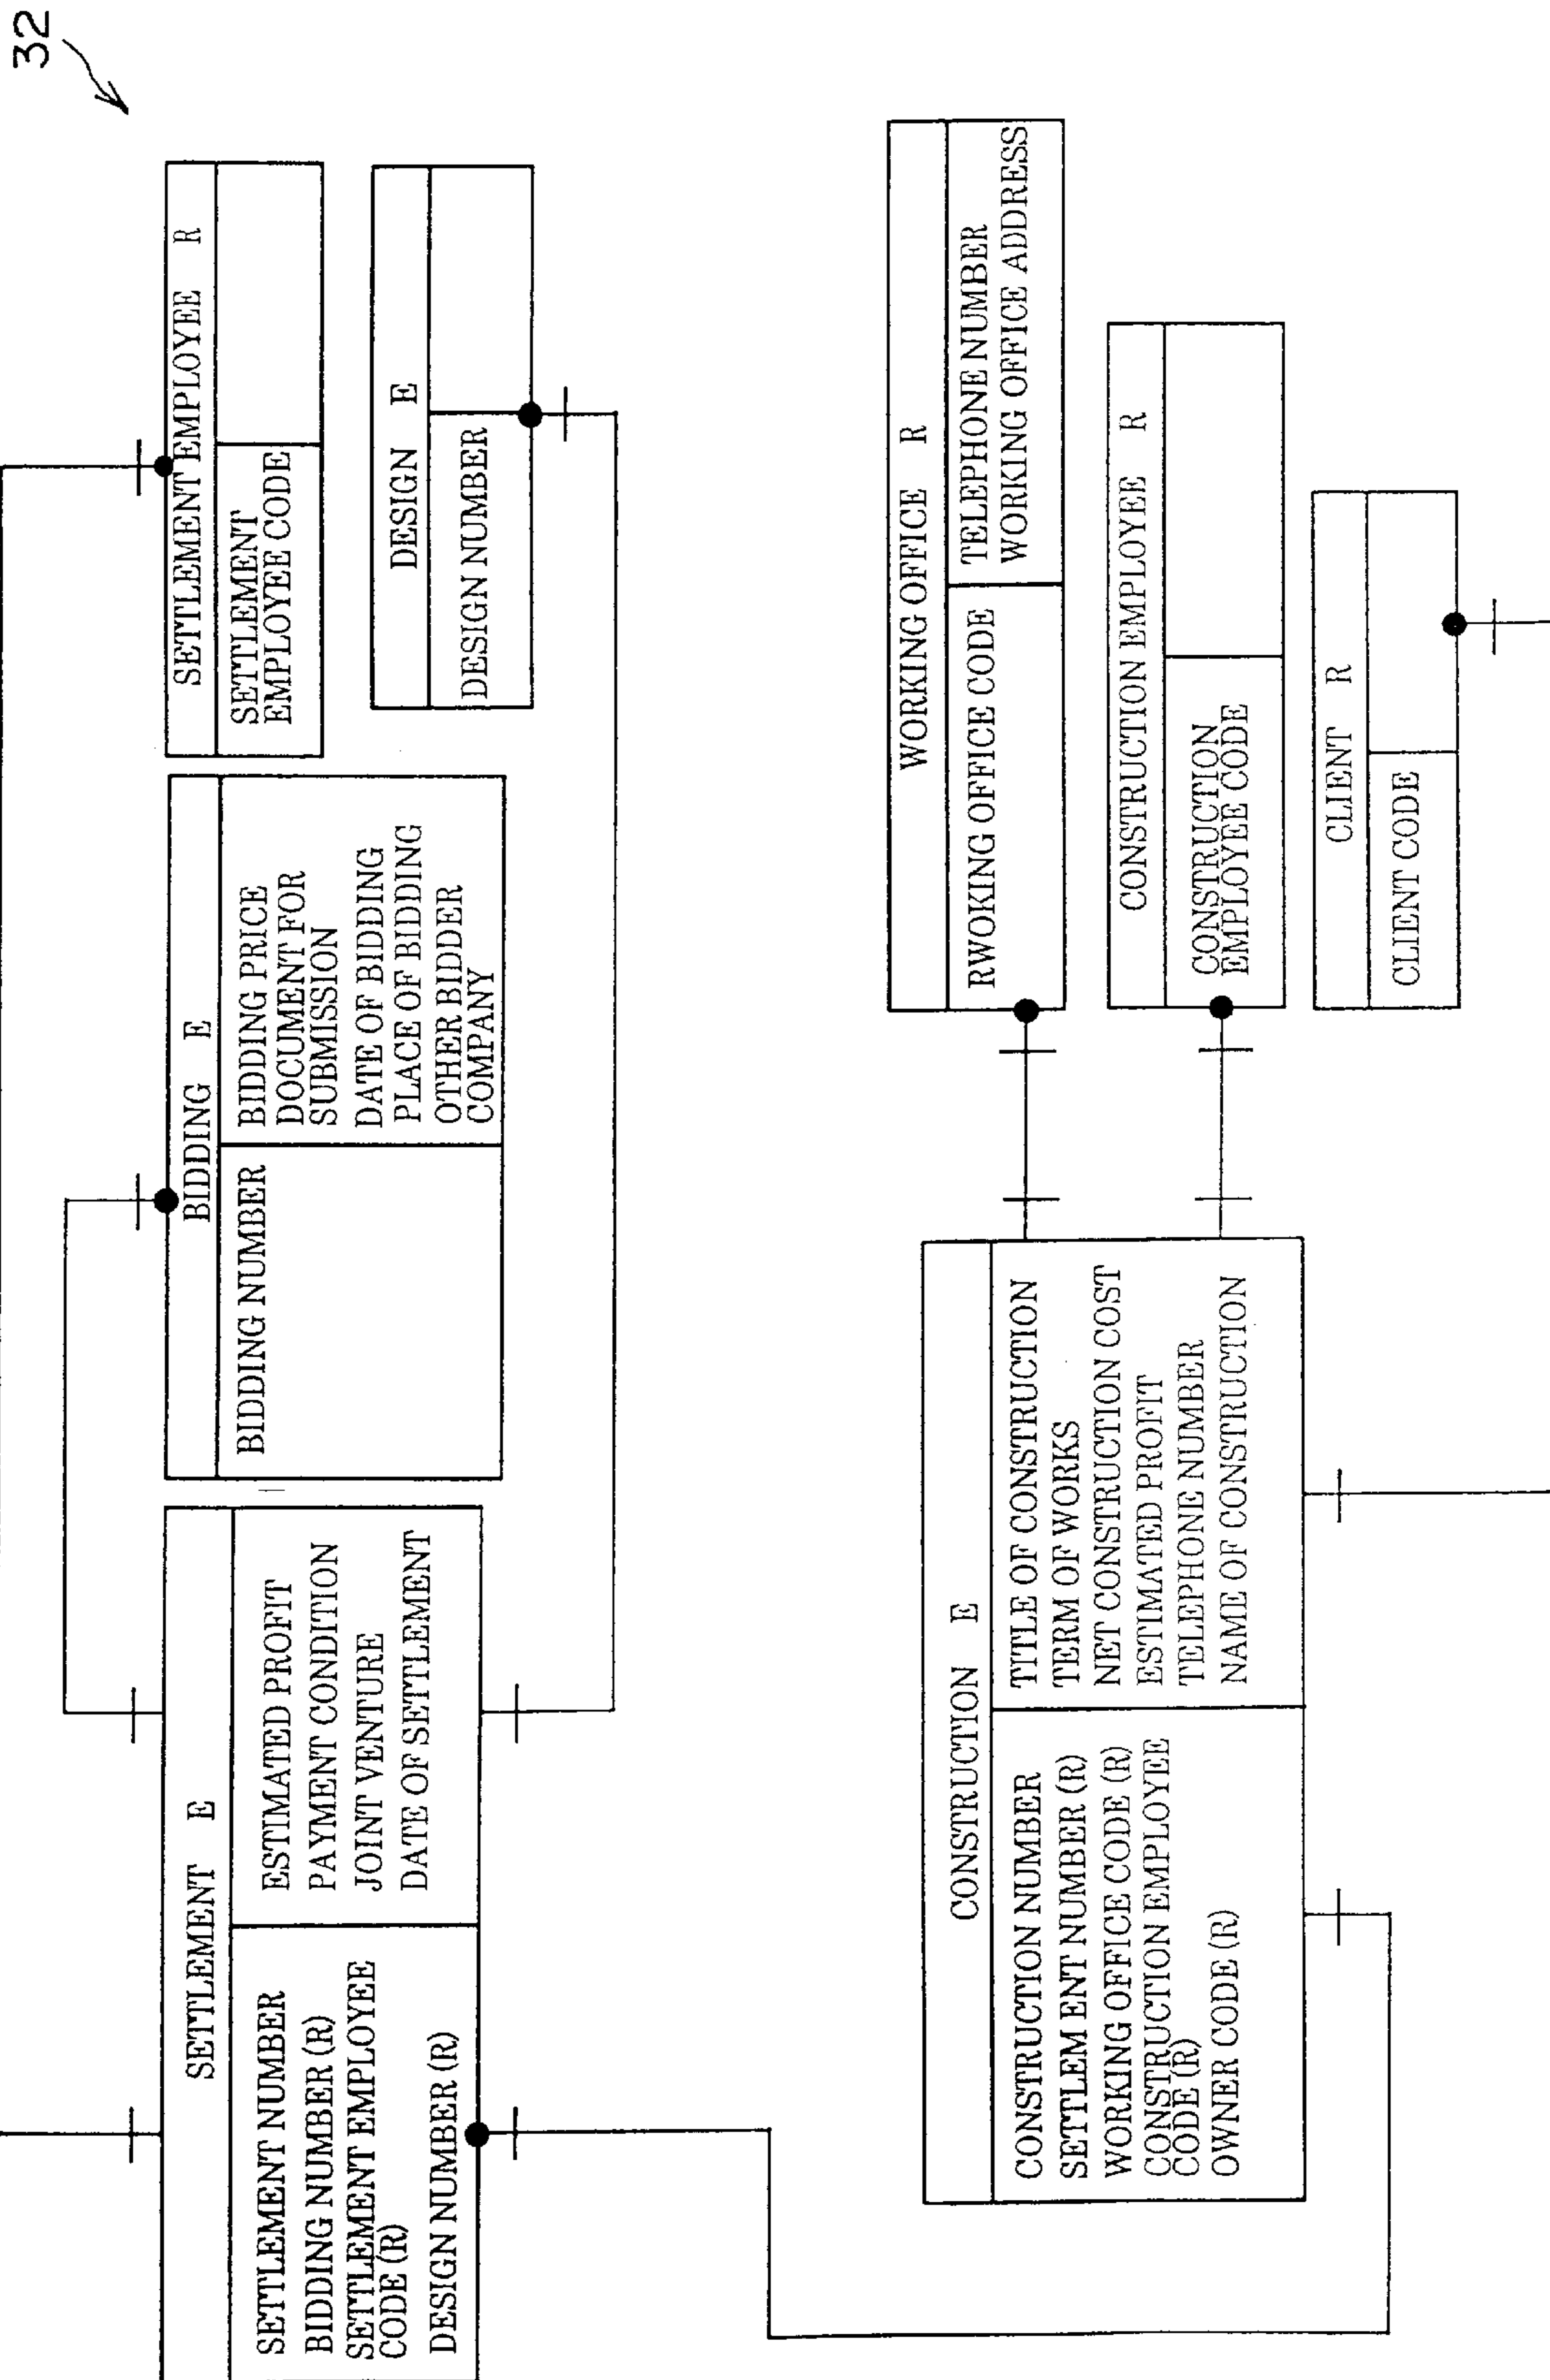 32
SETTLEMENT E
SETTLEMENT NUMBER
BIDDING NUMBER (R)
SETTLEMENT EMPLOYEE
CODE (R)
DESIGN NUMBER (R)
ESTIMATED PROFIT
PAYMENT CONDITION
JOINT VENTURE
DATE OF SETTLEMENT
BIDDING E
BIDDING NUMBER
BIDDING PRICE
DOCUMENT FOR
SUBMISSION
DATE OF BIDDING
PLACE OF BIDDING
OTHER BIDDER
COMPANY
SETTLEMENT EMPLOYEE R
SETTLEMENT
EMPLOYEE CODE
DESIGN E
DESIGN NUMBER
CONSTRUCTION E
CONSTRUCTION NUMBER
SETTLEM ENT NUMBER (R)
WORKING OFFICE CODE (R)
CONSTRUCTION EMPLOYEE
CODE (R)
OWNER CODE (R)
TITLE OF CONSTRUCTION
TERM OF WORKS
NET CONSTRUCTION COST
ESTIMATED PROFIT
TELEPHONE NUMBER
NAME OF CONSTRUCTION
WORKING OFFICE R
RWOKING OFFICE CODE
TELEPHONE NUMBER
WORKING OFFICE ADDRESS
CONSTRUCTION EMPLOYEE R
CONSTRUCTION
EMPLOYEE CODE
CLIENT R
CLIENT CODE